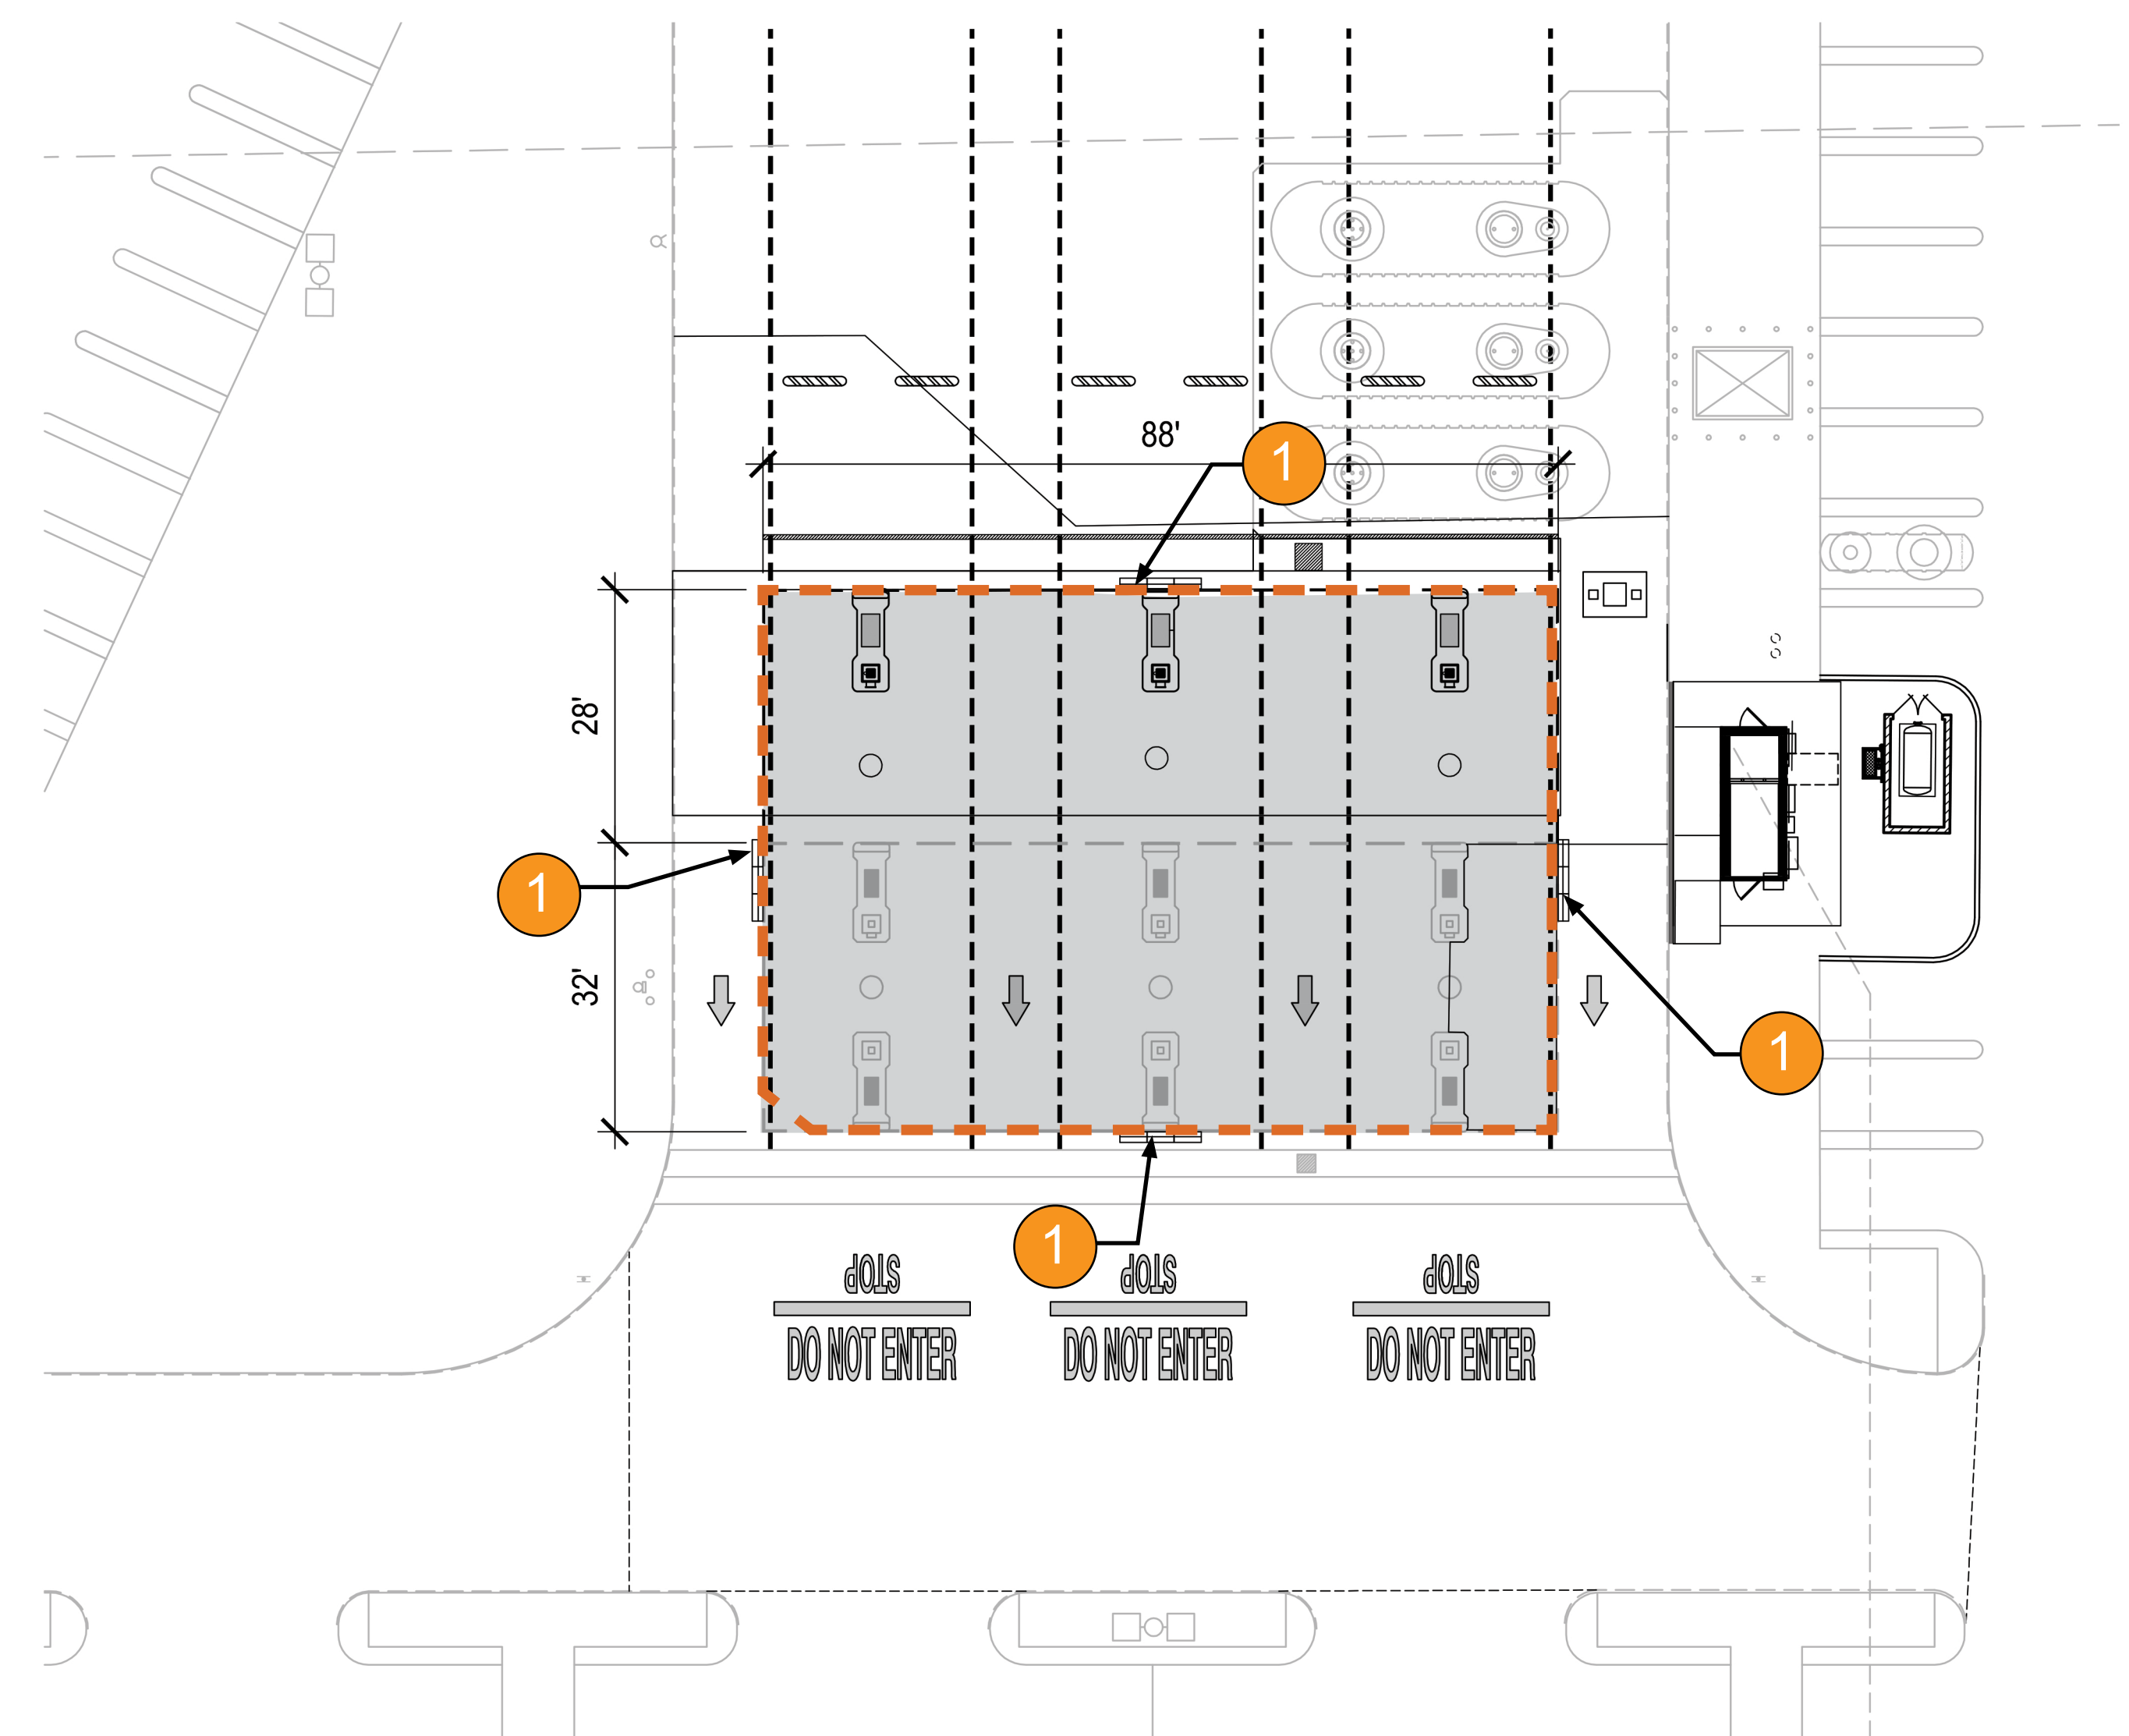 88'
1
28'
1
32'
1
1
STOP
STOP
STOP
DO NOT ENTER
DO NOT ENTER
DO NOT ENTER